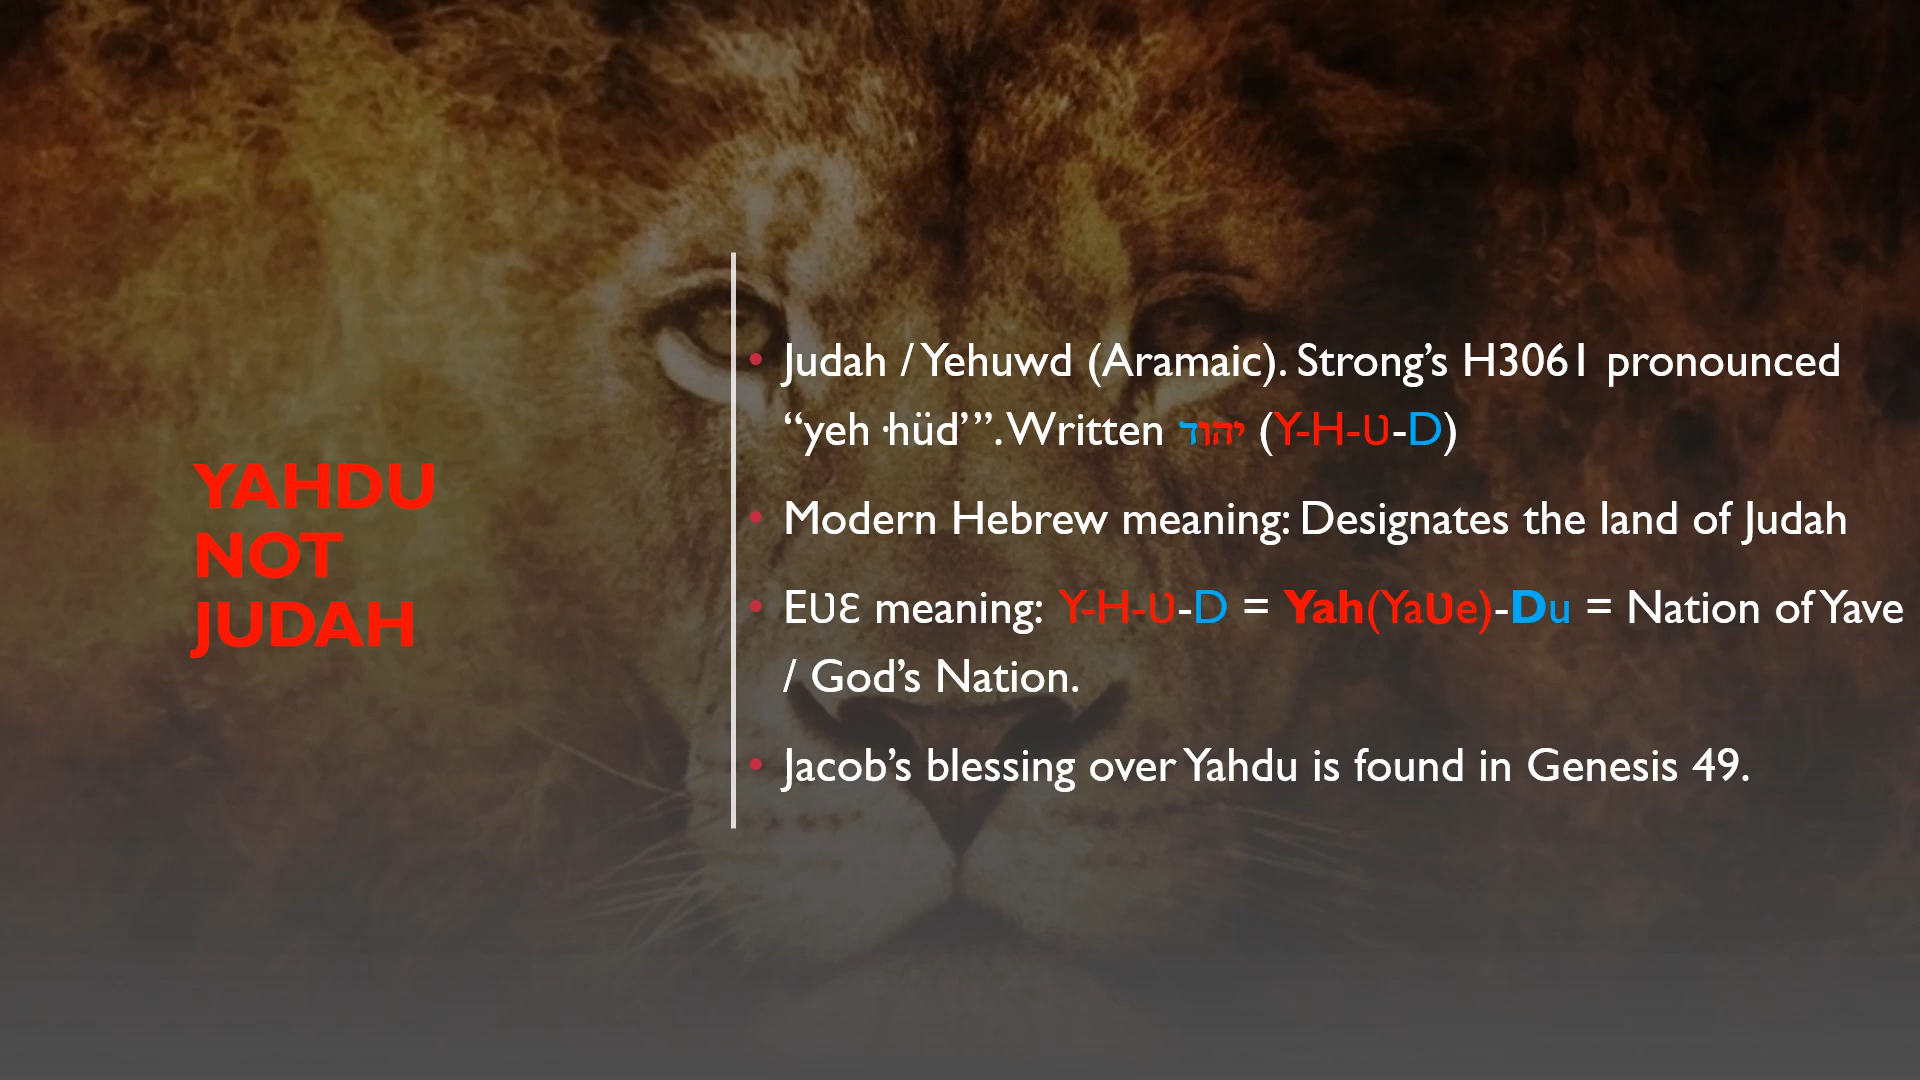 YAHDU
NOT
JUDAH
• Judah / Yehuwd (Aramaic). Strong’s H3061 pronounced
“yeh ·hüd’”. Written יהוד (Y-H-Ʋ-D)
• Modern Hebrew meaning: Designates the land of Judah
• EƲƐ meaning: Y-H-Ʋ-D = Yah(YaƲe)-Du = Nation of Yave
/ God’s Nation.
• Jacob’s blessing over Yahdu is found in Genesis 49.